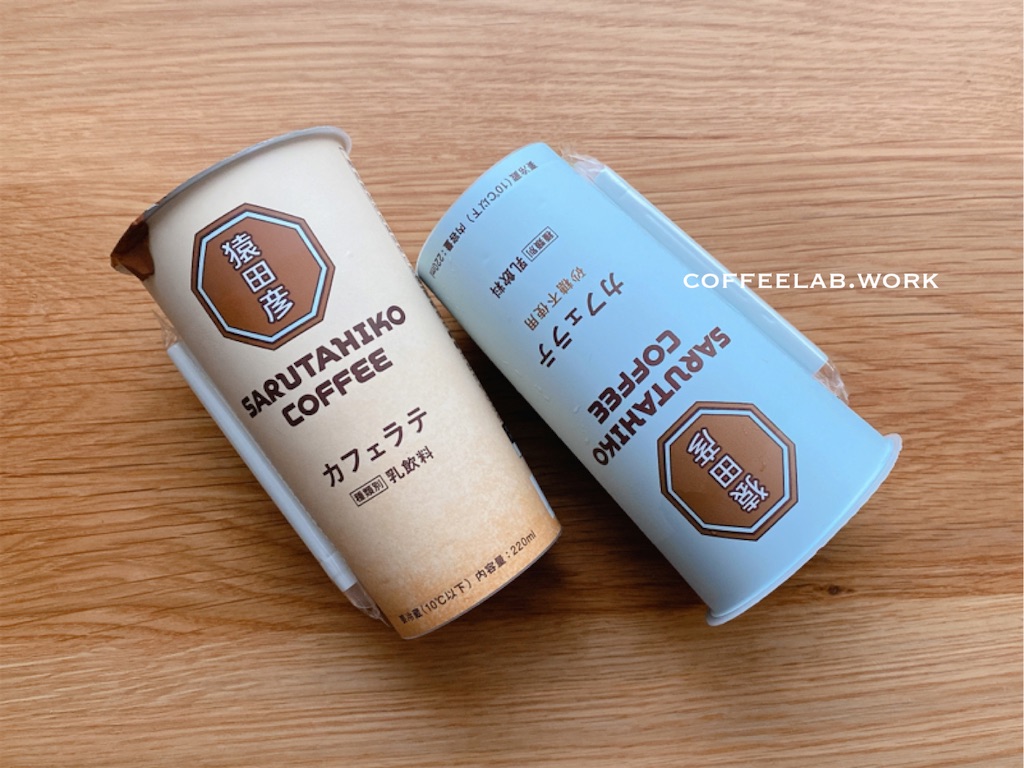 猿田彦
SARUTAHIKO
COFFEE
カフェラテ
種類別 乳飲料
要冷蔵(10℃以下) 内容量:220ml
猿田彦
SARUTAHIKO
COFFEE
カフェラテ
砂糖不使用
種類別 乳飲料
要冷蔵(10℃以下) 内容量:220ml
COFFEELAB.WORK